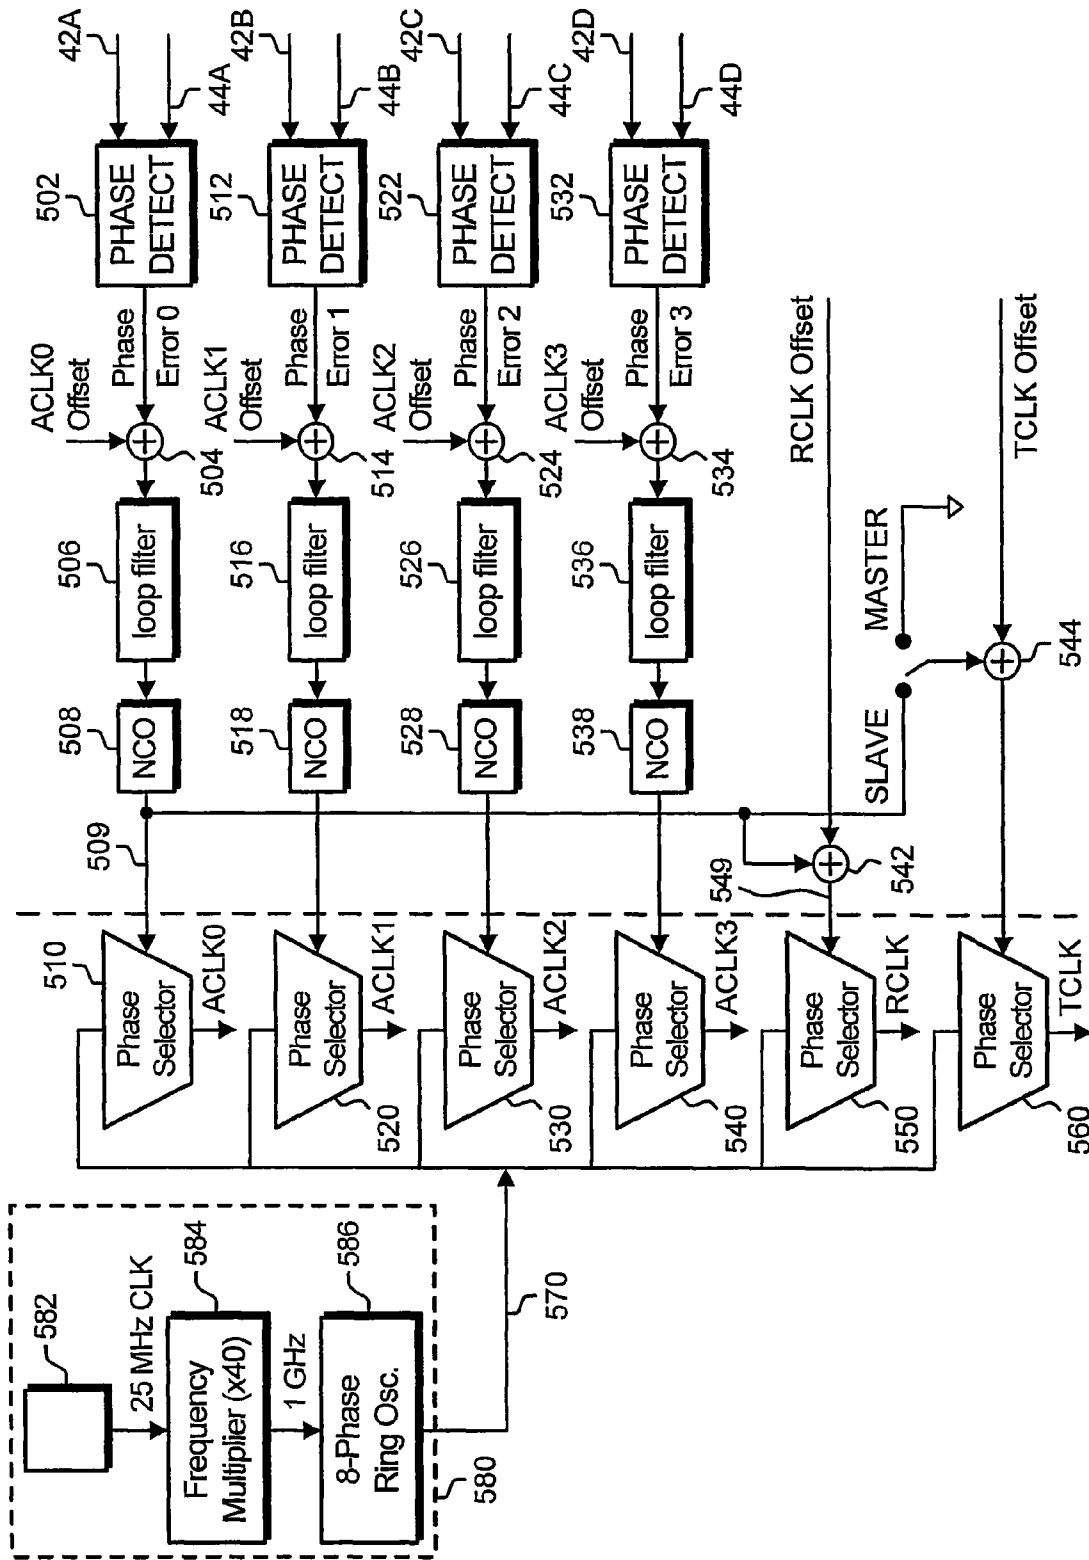 582
25 MHz CLK
584
Frequency
Multiplier (x40)
1 GHz
586
8-Phase
Ring Osc.
580
570
510
Phase
Selector
ACLK0
509
508
NCO
506
loop filter
504
ACLK0
Offset
Phase
Error 0
502
PHASE
DETECT
42A
44A
520
Phase
Selector
ACLK1
518
NCO
516
loop filter
514
ACLK1
Offset
Phase
Error 1
512
PHASE
DETECT
42B
44B
530
Phase
Selector
ACLK2
528
NCO
526
loop filter
524
ACLK2
Offset
Phase
Error 2
522
PHASE
DETECT
42C
44C
540
Phase
Selector
ACLK3
538
NCO
536
loop filter
534
ACLK3
Offset
Phase
Error 3
532
PHASE
DETECT
42D
44D
550
Phase
Selector
RCLK
549
542
RCLK Offset
SLAVE
MASTER
560
Phase
Selector
TCLK
544
TCLK Offset